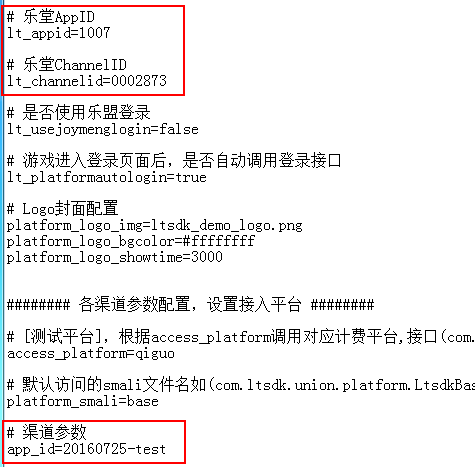 # 乐堂AppID
lt_appid=1007
# 乐堂ChannelID
lt_channelid=0002873
# 是否使用乐盟登录
lt_usejoymenglogin=false
# 游戏进入登录页面后，是否自动调用登录接口
lt_platformautologin=true
# Logo封面配置
platform_logo_img=ltsdk_demo_logo.png
platform_logo_bgcolor=#ffffffff
platform_logo_showtime=3000
######## 各渠道参数配置，设置接入平台 ########
# [测试平台]，根据access_platform调用对应计费平台,接口(com.
access_platform=qiguo
# 默认访问的smali文件名如(com.ltsdk.union.platform.LtsdkBas
platform_smali=base
# 渠道参数
app_id=20160725-test